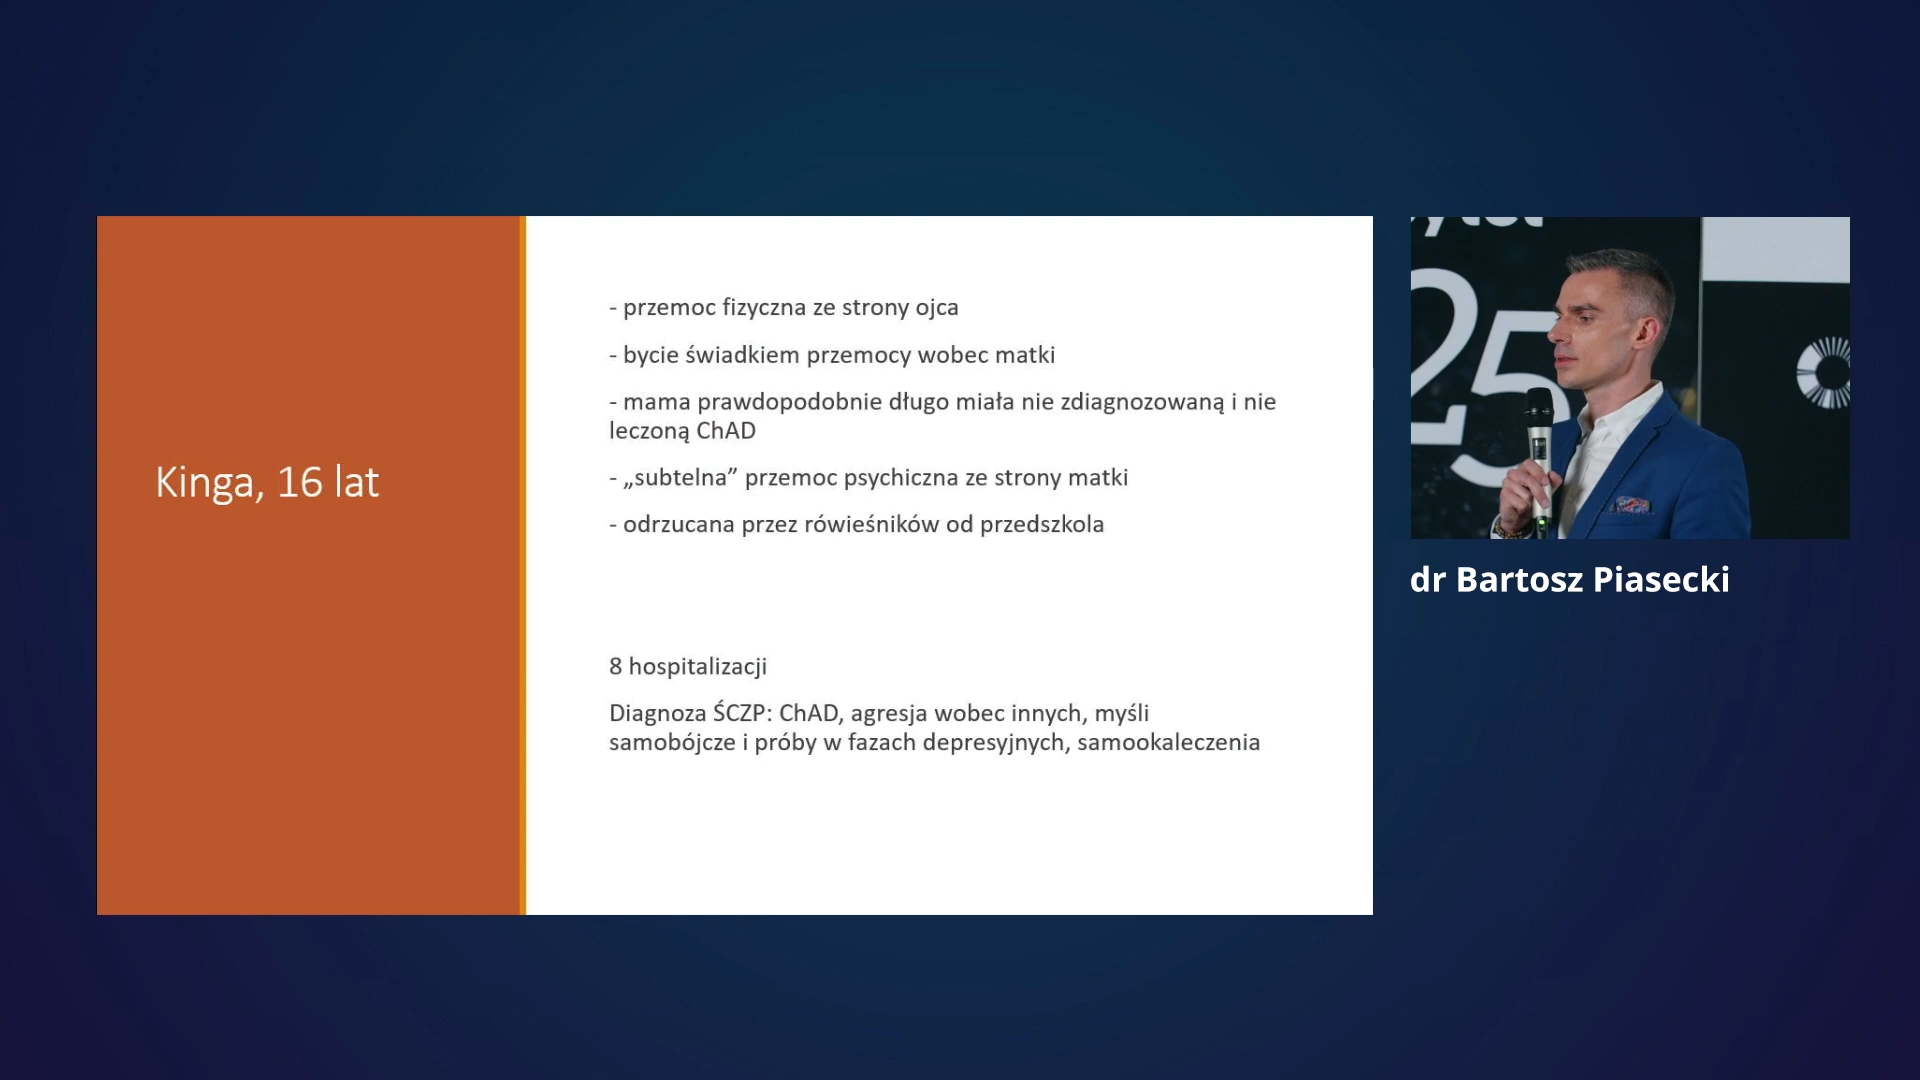 Kinga, 16 lat
- przemoc fizyczna ze strony ojca
- bycie świadkiem przemocy wobec matki
- mama prawdopodobnie długo miała nie zdiagnozowaną i nie
leczoną ChAD
- „subtelna” przemoc psychiczna ze strony matki
- odrzucana przez rówieśników od przedszkola
8 hospitalizacji
Diagnoza ŚCZP: ChAD, agresja wobec innych, myśli
samobójcze i próby w fazach depresyjnych, samookaleczenia
25
dr Bartosz Piasecki